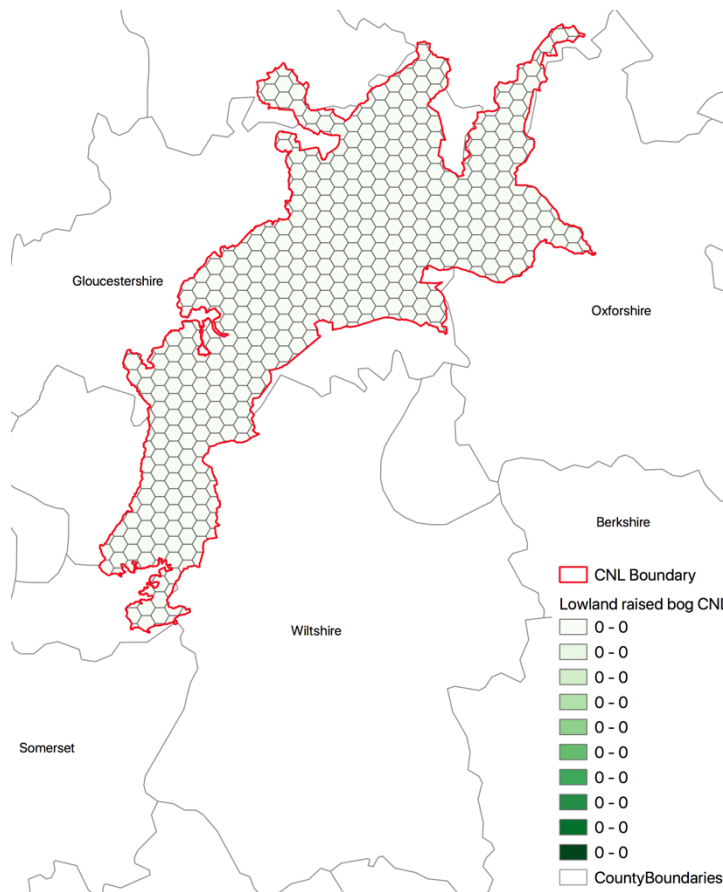 Gloucestershire
Oxforshire
Berkshire
Wiltshire
Somerset
CNL Boundary
Lowland raised bog CNL
0 - 0
0 - 0
0 - 0
0 - 0
0 - 0
0 - 0
0 - 0
0 - 0
0 - 0
0 - 0
CountyBoundaries